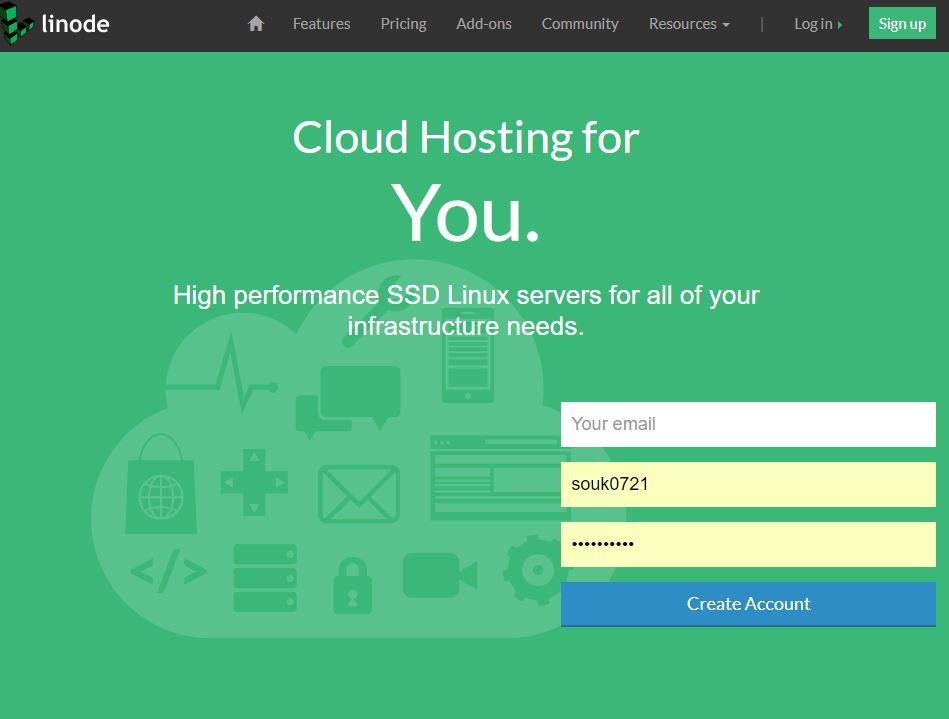 linode
Features
Pricing
Add-ons
Community
Resources
|
Log in
Sign up
Cloud Hosting for
You.
High performance SSD Linux servers for all of your
infrastructure needs.
Your email
souk0721
••••••••••
Create Account